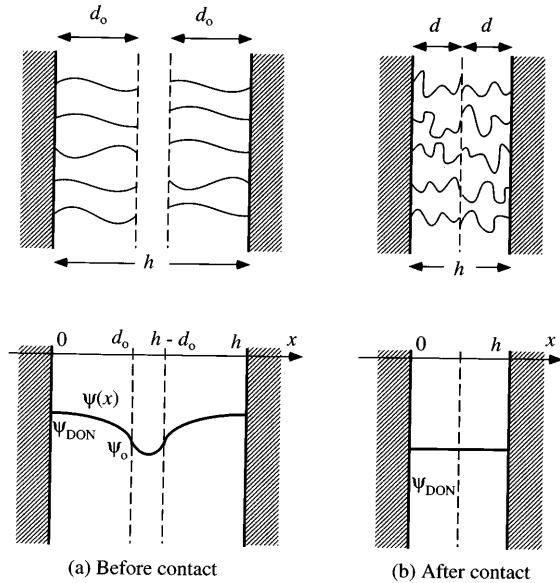 d₀ d₀
h
d d
h
0 d₀ h - d₀ h x
ψ(x)
ψDON
ψ₀
(a) Before contact
0 h x
ψDON
(b) After contact